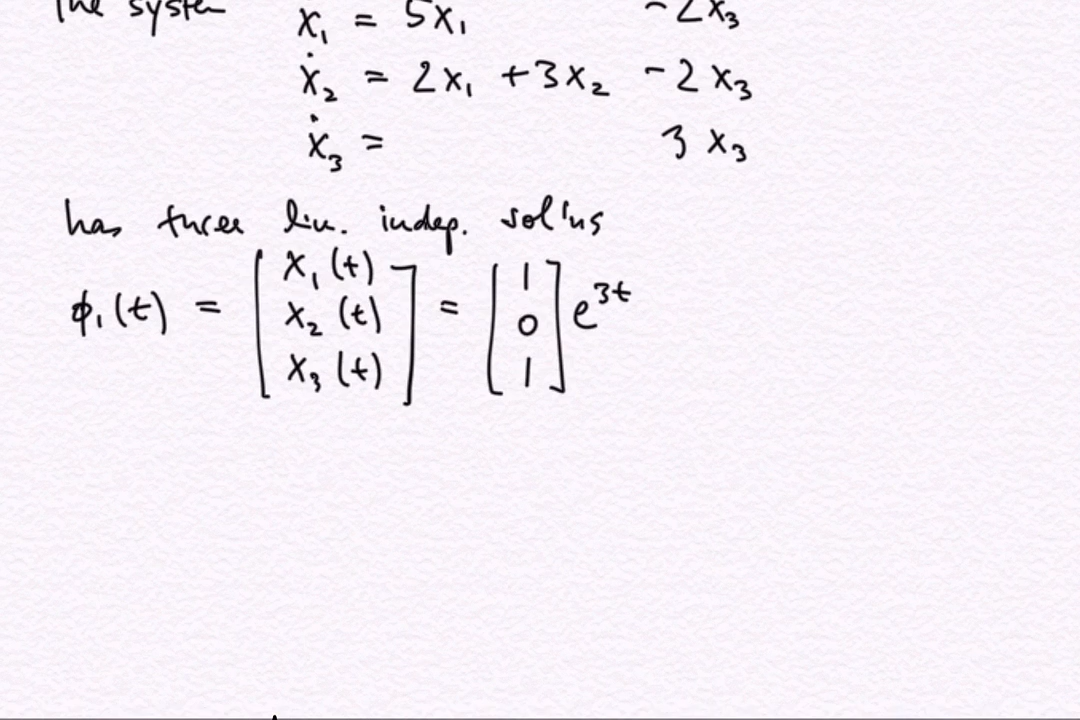 The system ẋ₁ = 5x₁ - 2x₃
ẋ₂ = 2x₁ + 3x₂ - 2x₃
ẋ₃ = 3x₃
has three lin. indep. sol'ns
ϕ₁(t) = [x₁(t) x₂(t) x₃(t)] = [1 0 1] e^{3t}